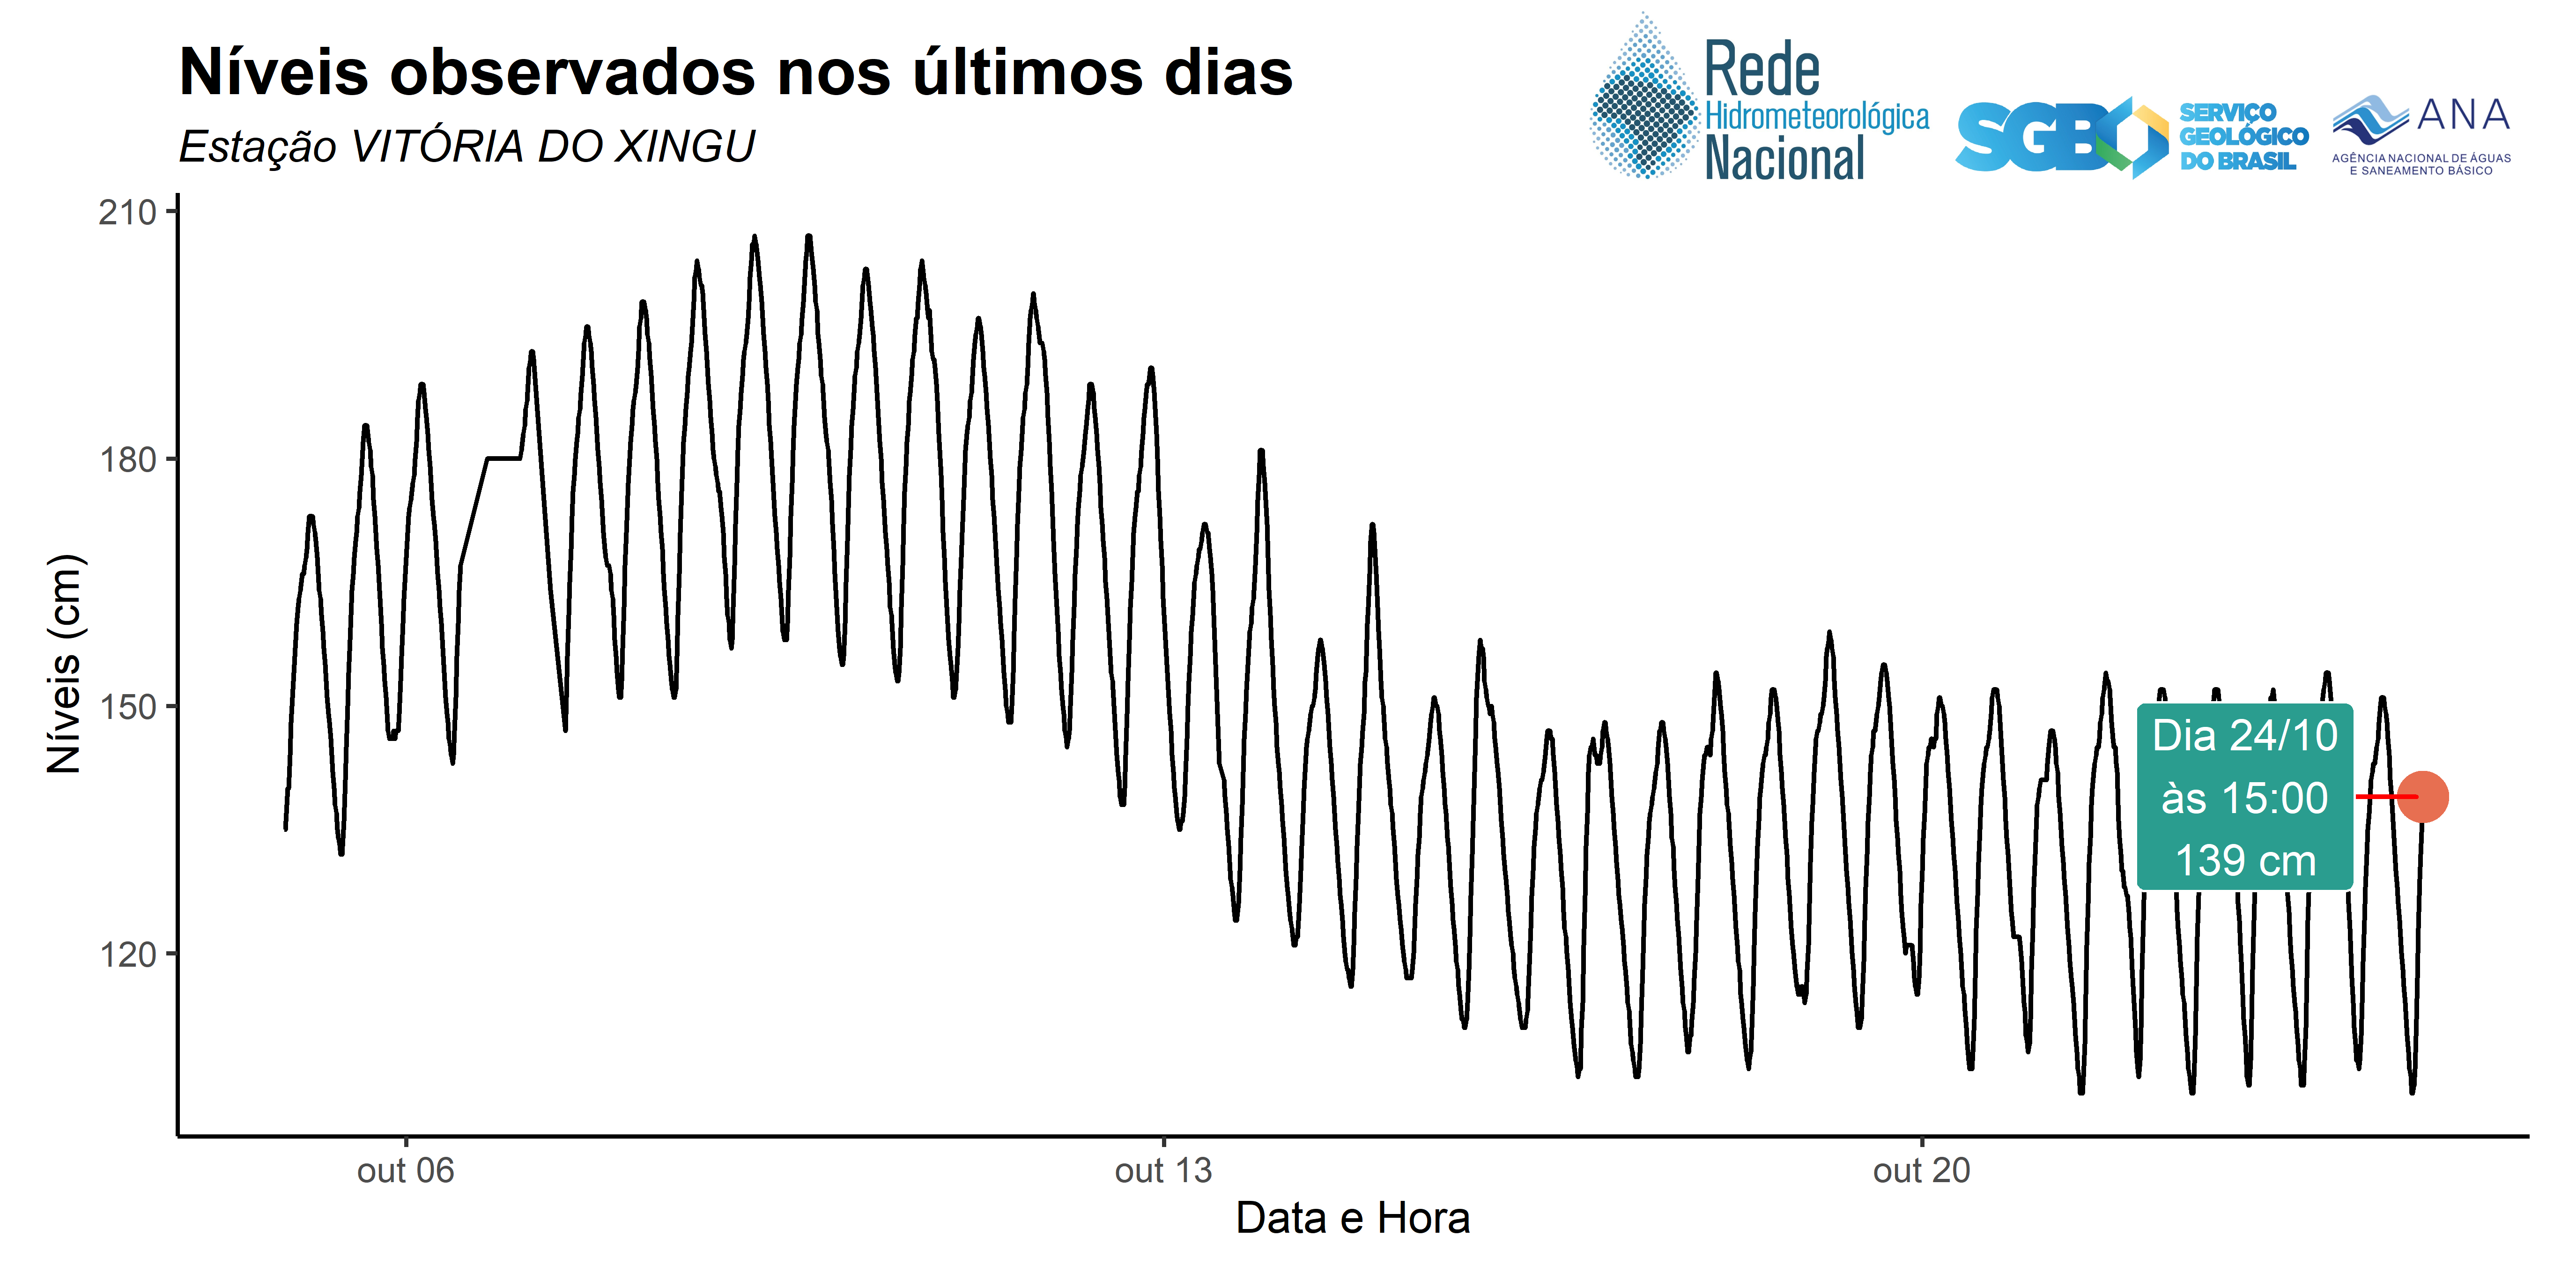 Níveis observados nos últimos dias
Estação VITÓRIA DO XINGU
Rede
Hidrometeorológica
Nacional
SGB
SERVIÇO
GEOLÓGICO
DO BRASIL
ANA
AGÊNCIA NACIONAL DE ÁGUAS
E SANEAMENTO BÁSICO
210
180
150
120
Níveis (cm)
Dia 24/10
às 15:00
139 cm
out 06
out 13
out 20
Data e Hora